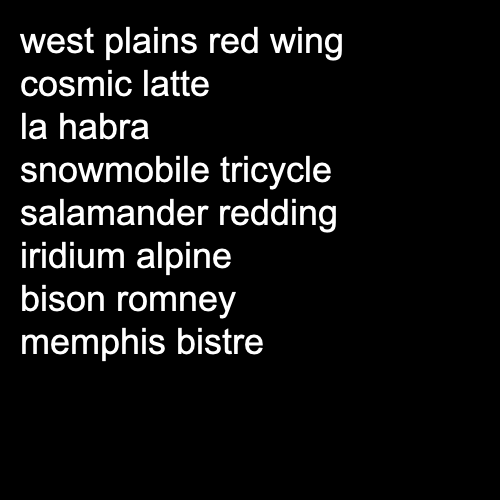 west plains red wing
cosmic latte
la habra
snowmobile tricycle
salamander redding
iridium alpine
bison romney
memphis bistre